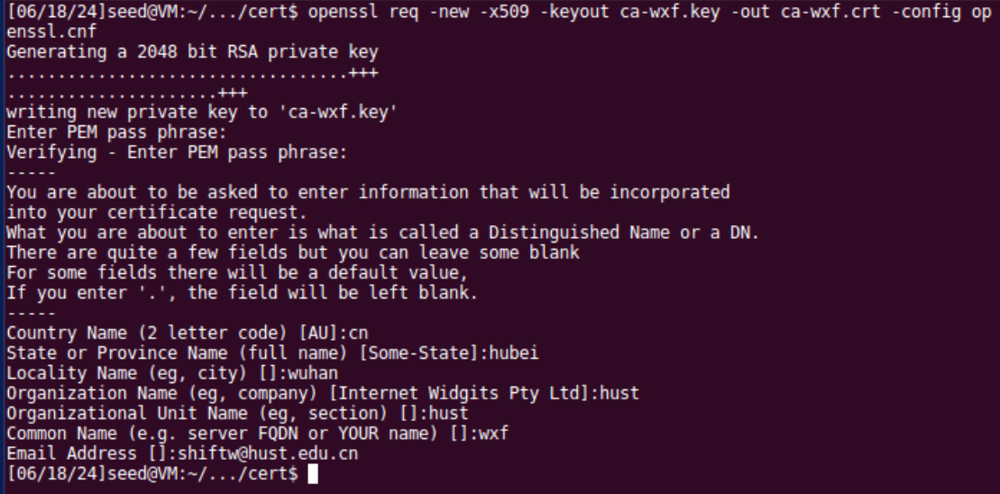 [06/18/24]seed@VM:~/.../cert$ openssl req -new -x509 -keyout ca-wxf.key -out ca-wxf.crt -config op
enssl.cnf
Generating a 2048 bit RSA private key
..................................+++
.....................+++
writing new private key to 'ca-wxf.key'
Enter PEM pass phrase:
Verifying - Enter PEM pass phrase:
-----
You are about to be asked to enter information that will be incorporated
into your certificate request.
What you are about to enter is what is called a Distinguished Name or a DN.
There are quite a few fields but you can leave some blank
For some fields there will be a default value,
If you enter '.', the field will be left blank.
-----
Country Name (2 letter code) [AU]:cn
State or Province Name (full name) [Some-State]:hubei
Locality Name (eg, city) []:wuhan
Organization Name (eg, company) [Internet Widgits Pty Ltd]:hust
Organizational Unit Name (eg, section) []:hust
Common Name (e.g. server FQDN or YOUR name) []:wxf
Email Address []:shiftw@hust.edu.cn
[06/18/24]seed@VM:~/.../cert$